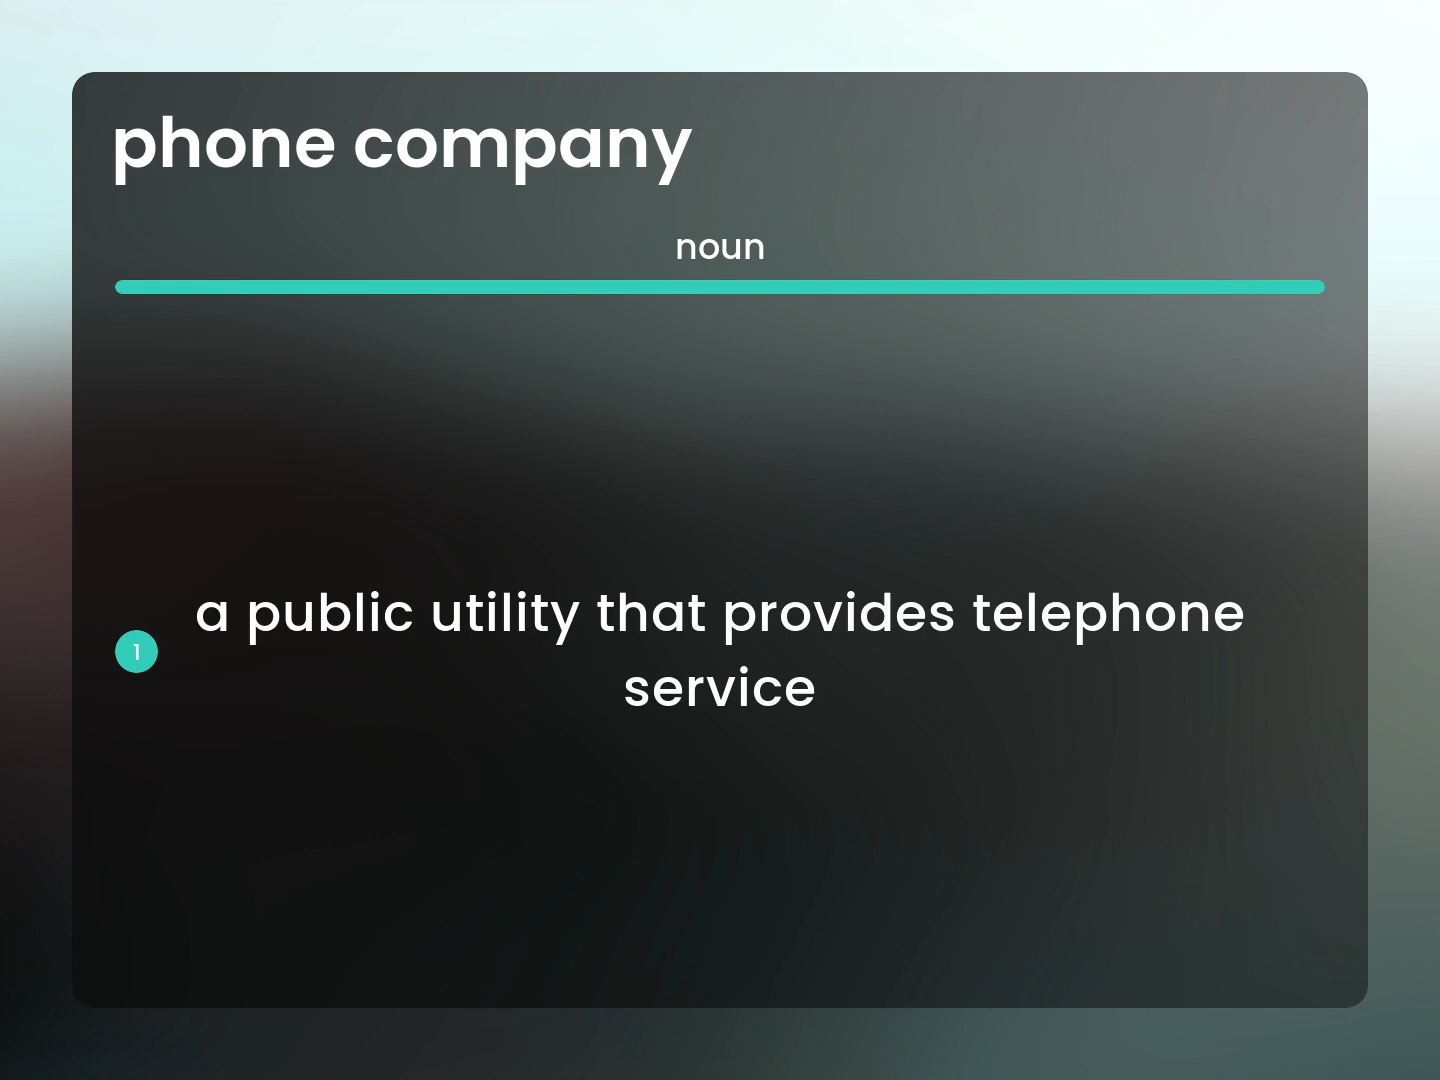 phone company
noun
1
a public utility that provides telephone
service